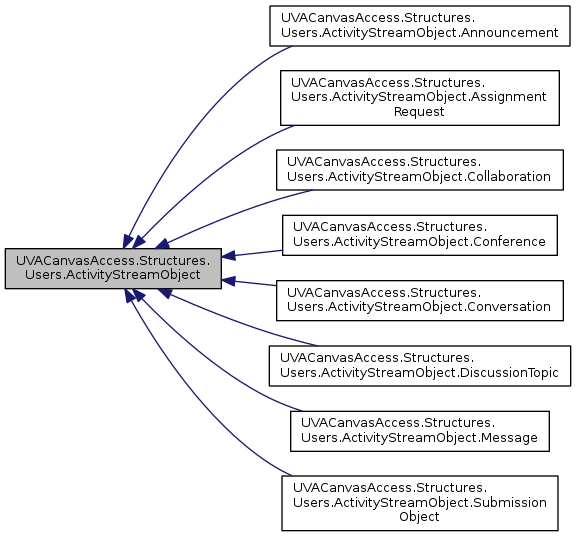 UVACanvasAccess.Structures.
Users.ActivityStreamObject.Announcement
UVACanvasAccess.Structures.
Users.ActivityStreamObject.Assignment
Request
UVACanvasAccess.Structures.
Users.ActivityStreamObject.Collaboration
UVACanvasAccess.Structures.
Users.ActivityStreamObject.Conference
UVACanvasAccess.Structures.
Users.ActivityStreamObject
UVACanvasAccess.Structures.
Users.ActivityStreamObject.Conversation
UVACanvasAccess.Structures.
Users.ActivityStreamObject.DiscussionTopic
UVACanvasAccess.Structures.
Users.ActivityStreamObject.Message
UVACanvasAccess.Structures.
Users.ActivityStreamObject.Submission
Object